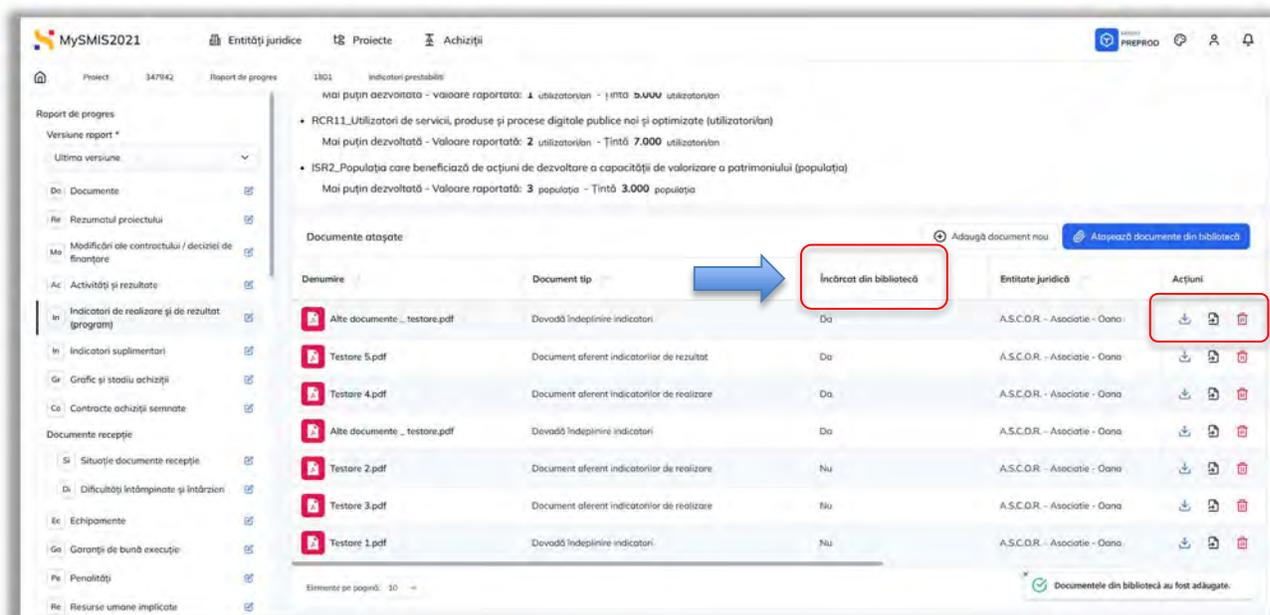 MySMIS2021
Entități juridice
Proiecte
Achiziții
PREPROD
Proiect
347942
Raport de progres
1801
Indicatori prestabiliti
Mai puțin dezvoltată - Valoare raportată: 1 utilizatori/an - Țintă 5.000 utilizatori/an
Raport de progres
Versiune raport *
Ultima versiune
• RCR11_Utilizatori de servicii, produse și procese digitale publice noi și optimizate (utilizatori/an)
Mai puțin dezvoltată - Valoare raportată: 2 utilizatori/an - Țintă 7.000 utilizatori/an
• ISR2_Populația care beneficiază de acțiuni de dezvoltare a capacității de valorizare a patrimoniului (populația)
Mai puțin dezvoltată - Valoare raportată: 3 populația - Țintă 3.000 populația
Do Documente
Re Rezumatul proiectului
Mo Modificări ale contractului / deciziei de
finanțare
Ac Activități și rezultate
In Indicatori de realizare și de rezultat
(program)
In Indicatori suplimentari
Gr Grafic și stadiu achiziții
Co Contracte achiziții semnate
Documente recepție
Si Situație documente recepție
Di Dificultăți întâmpinate și întârzieri
Ec Echipamente
Ga Garanții de bună execuție
Pe Penalități
Re Resurse umane implicate
Documente atașate
Adaugă document nou
Atașează documente din bibliotecă
Denumire
Document tip
Încărcat din bibliotecă
Entitate juridică
Acțiuni
Alte documente _ testare.pdf
Dovadă îndeplinire indicatori
Da
A.S.C.O.R. - Asociatie - Oana
Testare 5.pdf
Document aferent indicatorilor de rezultat
Da
A.S.C.O.R. - Asociatie - Oana
Testare 4.pdf
Document aferent indicatorilor de realizare
Da
A.S.C.O.R. - Asociatie - Oana
Alte documente _ testare.pdf
Dovadă îndeplinire indicatori
Da
A.S.C.O.R. - Asociatie - Oana
Testare 2.pdf
Document aferent indicatorilor de realizare
Nu
A.S.C.O.R. - Asociatie - Oana
Testare 3.pdf
Document aferent indicatorilor de realizare
Nu
A.S.C.O.R. - Asociatie - Oana
Testare 1.pdf
Dovadă îndeplinire indicatori
Nu
A.S.C.O.R. - Asociatie - Oana
Elemente pe pagină: 10
Documentele din bibliotecă au fost adăugate.